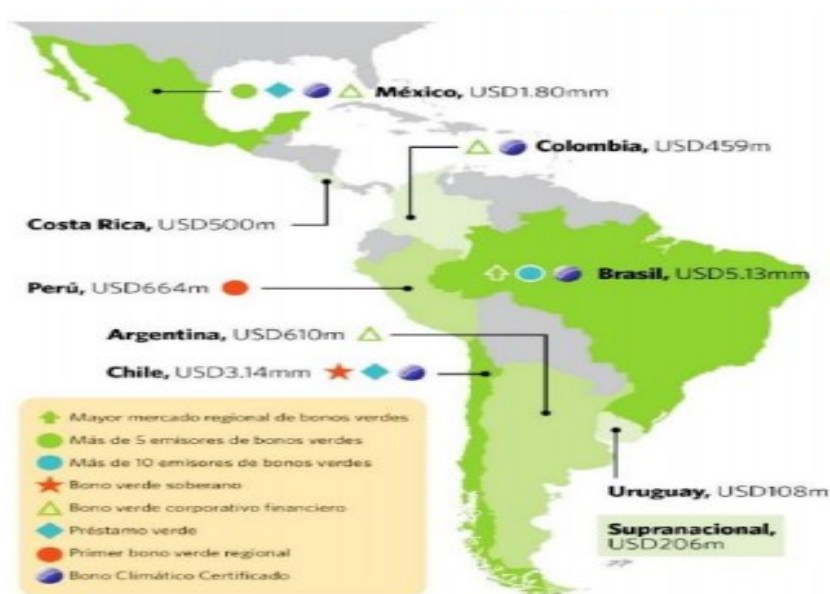 México, USD1.80mm
Colombia, USD459m
Costa Rica, USD500m
Brasil, USD5.13mm
Perú, USD664m
Argentina, USD610m
Chile, USD3.14mm
Mayor mercado regional de bonos verdes
Más de 5 emisores de bonos verdes
Más de 10 emisores de bonos verdes
Bono verde soberano
Bono verde corporativo financiero
Préstamo verde
Primer bono verde regional
Bono Climático Certificado
Uruguay, USD108m
Supranacional,
USD206m